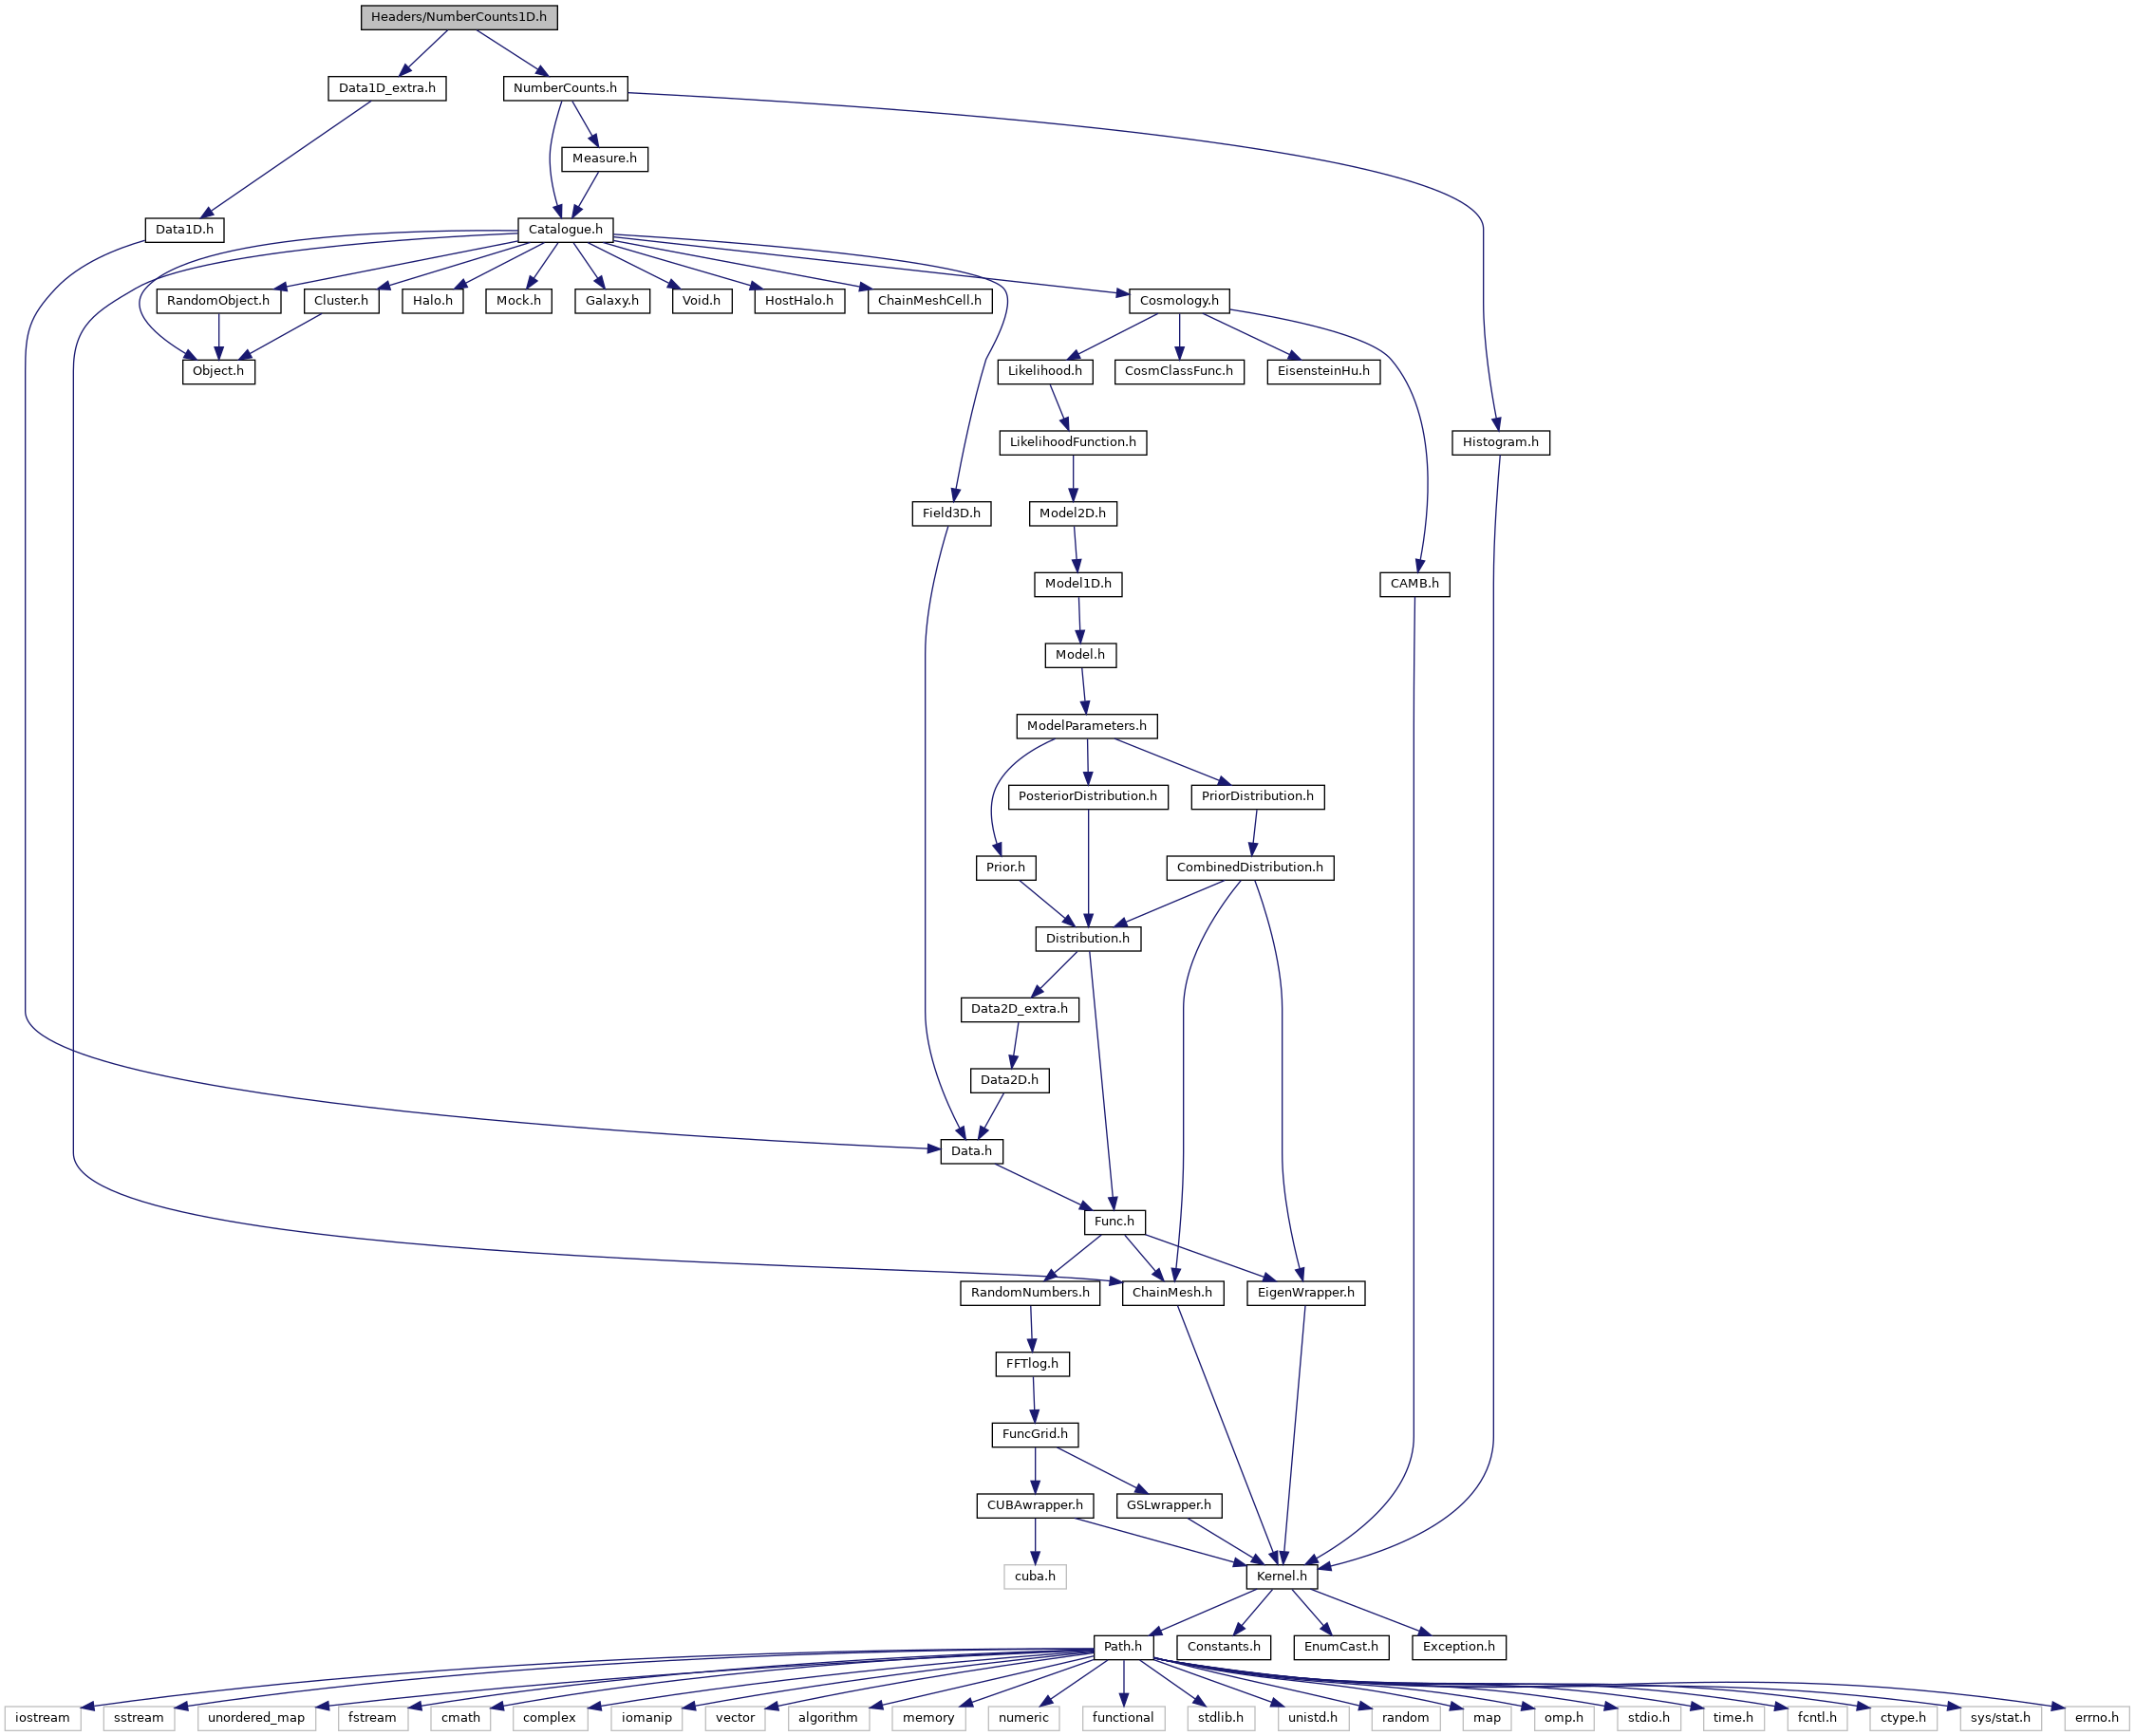 Headers/NumberCounts1D.h
Data1D_extra.h
NumberCounts.h
Measure.h
Data1D.h
Catalogue.h
RandomObject.h
Cluster.h
Halo.h
Mock.h
Galaxy.h
Void.h
HostHalo.h
ChainMeshCell.h
Cosmology.h
Object.h
Likelihood.h
CosmClassFunc.h
EisensteinHu.h
LikelihoodFunction.h
Histogram.h
Field3D.h
Model2D.h
Model1D.h
CAMB.h
Model.h
ModelParameters.h
PosteriorDistribution.h
PriorDistribution.h
Prior.h
CombinedDistribution.h
Distribution.h
Data2D_extra.h
Data2D.h
Data.h
Func.h
RandomNumbers.h
ChainMesh.h
EigenWrapper.h
FFTlog.h
FuncGrid.h
CUBAwrapper.h
GSLwrapper.h
cuba.h
Kernel.h
Path.h
Constants.h
EnumCast.h
Exception.h
iostream
sstream
unordered_map
fstream
cmath
complex
iomanip
vector
algorithm
memory
numeric
functional
stdlib.h
unistd.h
random
map
omp.h
stdio.h
time.h
fcntl.h
ctype.h
sys/stat.h
errno.h